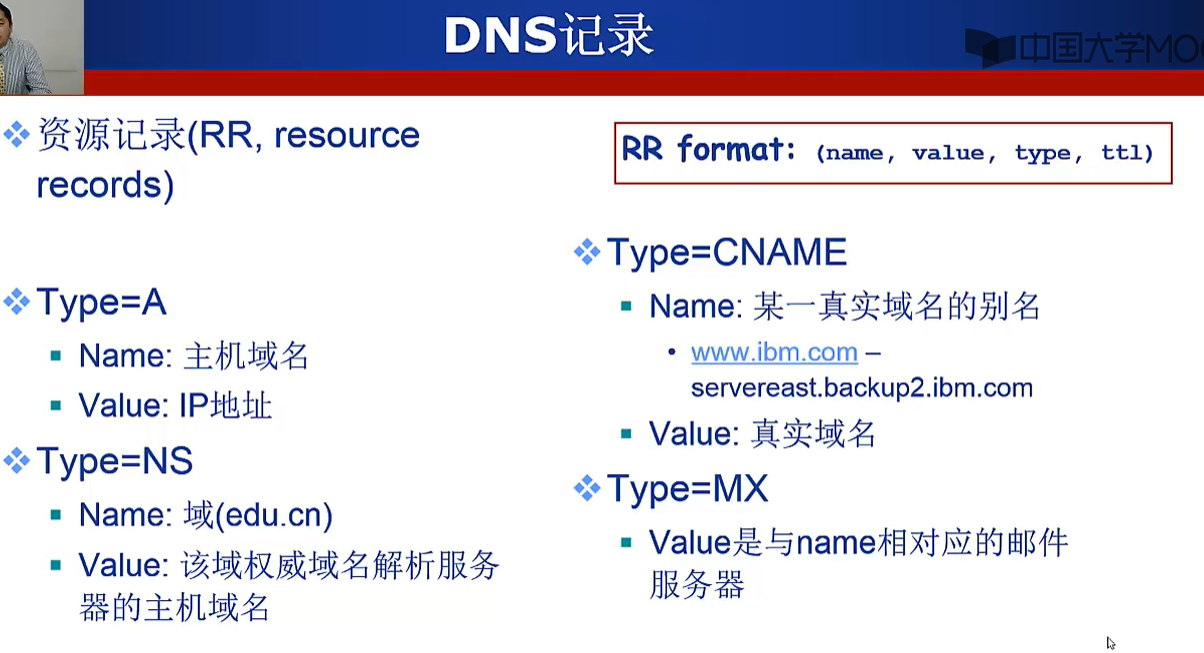 DNS记录
中国大学MOO
资源记录(RR, resource
records)
RR format: (name, value, type, ttl)
Type=A
Name: 主机域名
Value: IP地址
Type=NS
Name: 域(edu.cn)
Value: 该域权威域名解析服务
器的主机域名
Type=CNAME
Name: 某一真实域名的别名
www.ibm.com –
servereast.backup2.ibm.com
Value: 真实域名
Type=MX
Value是与name相对应的邮件
服务器